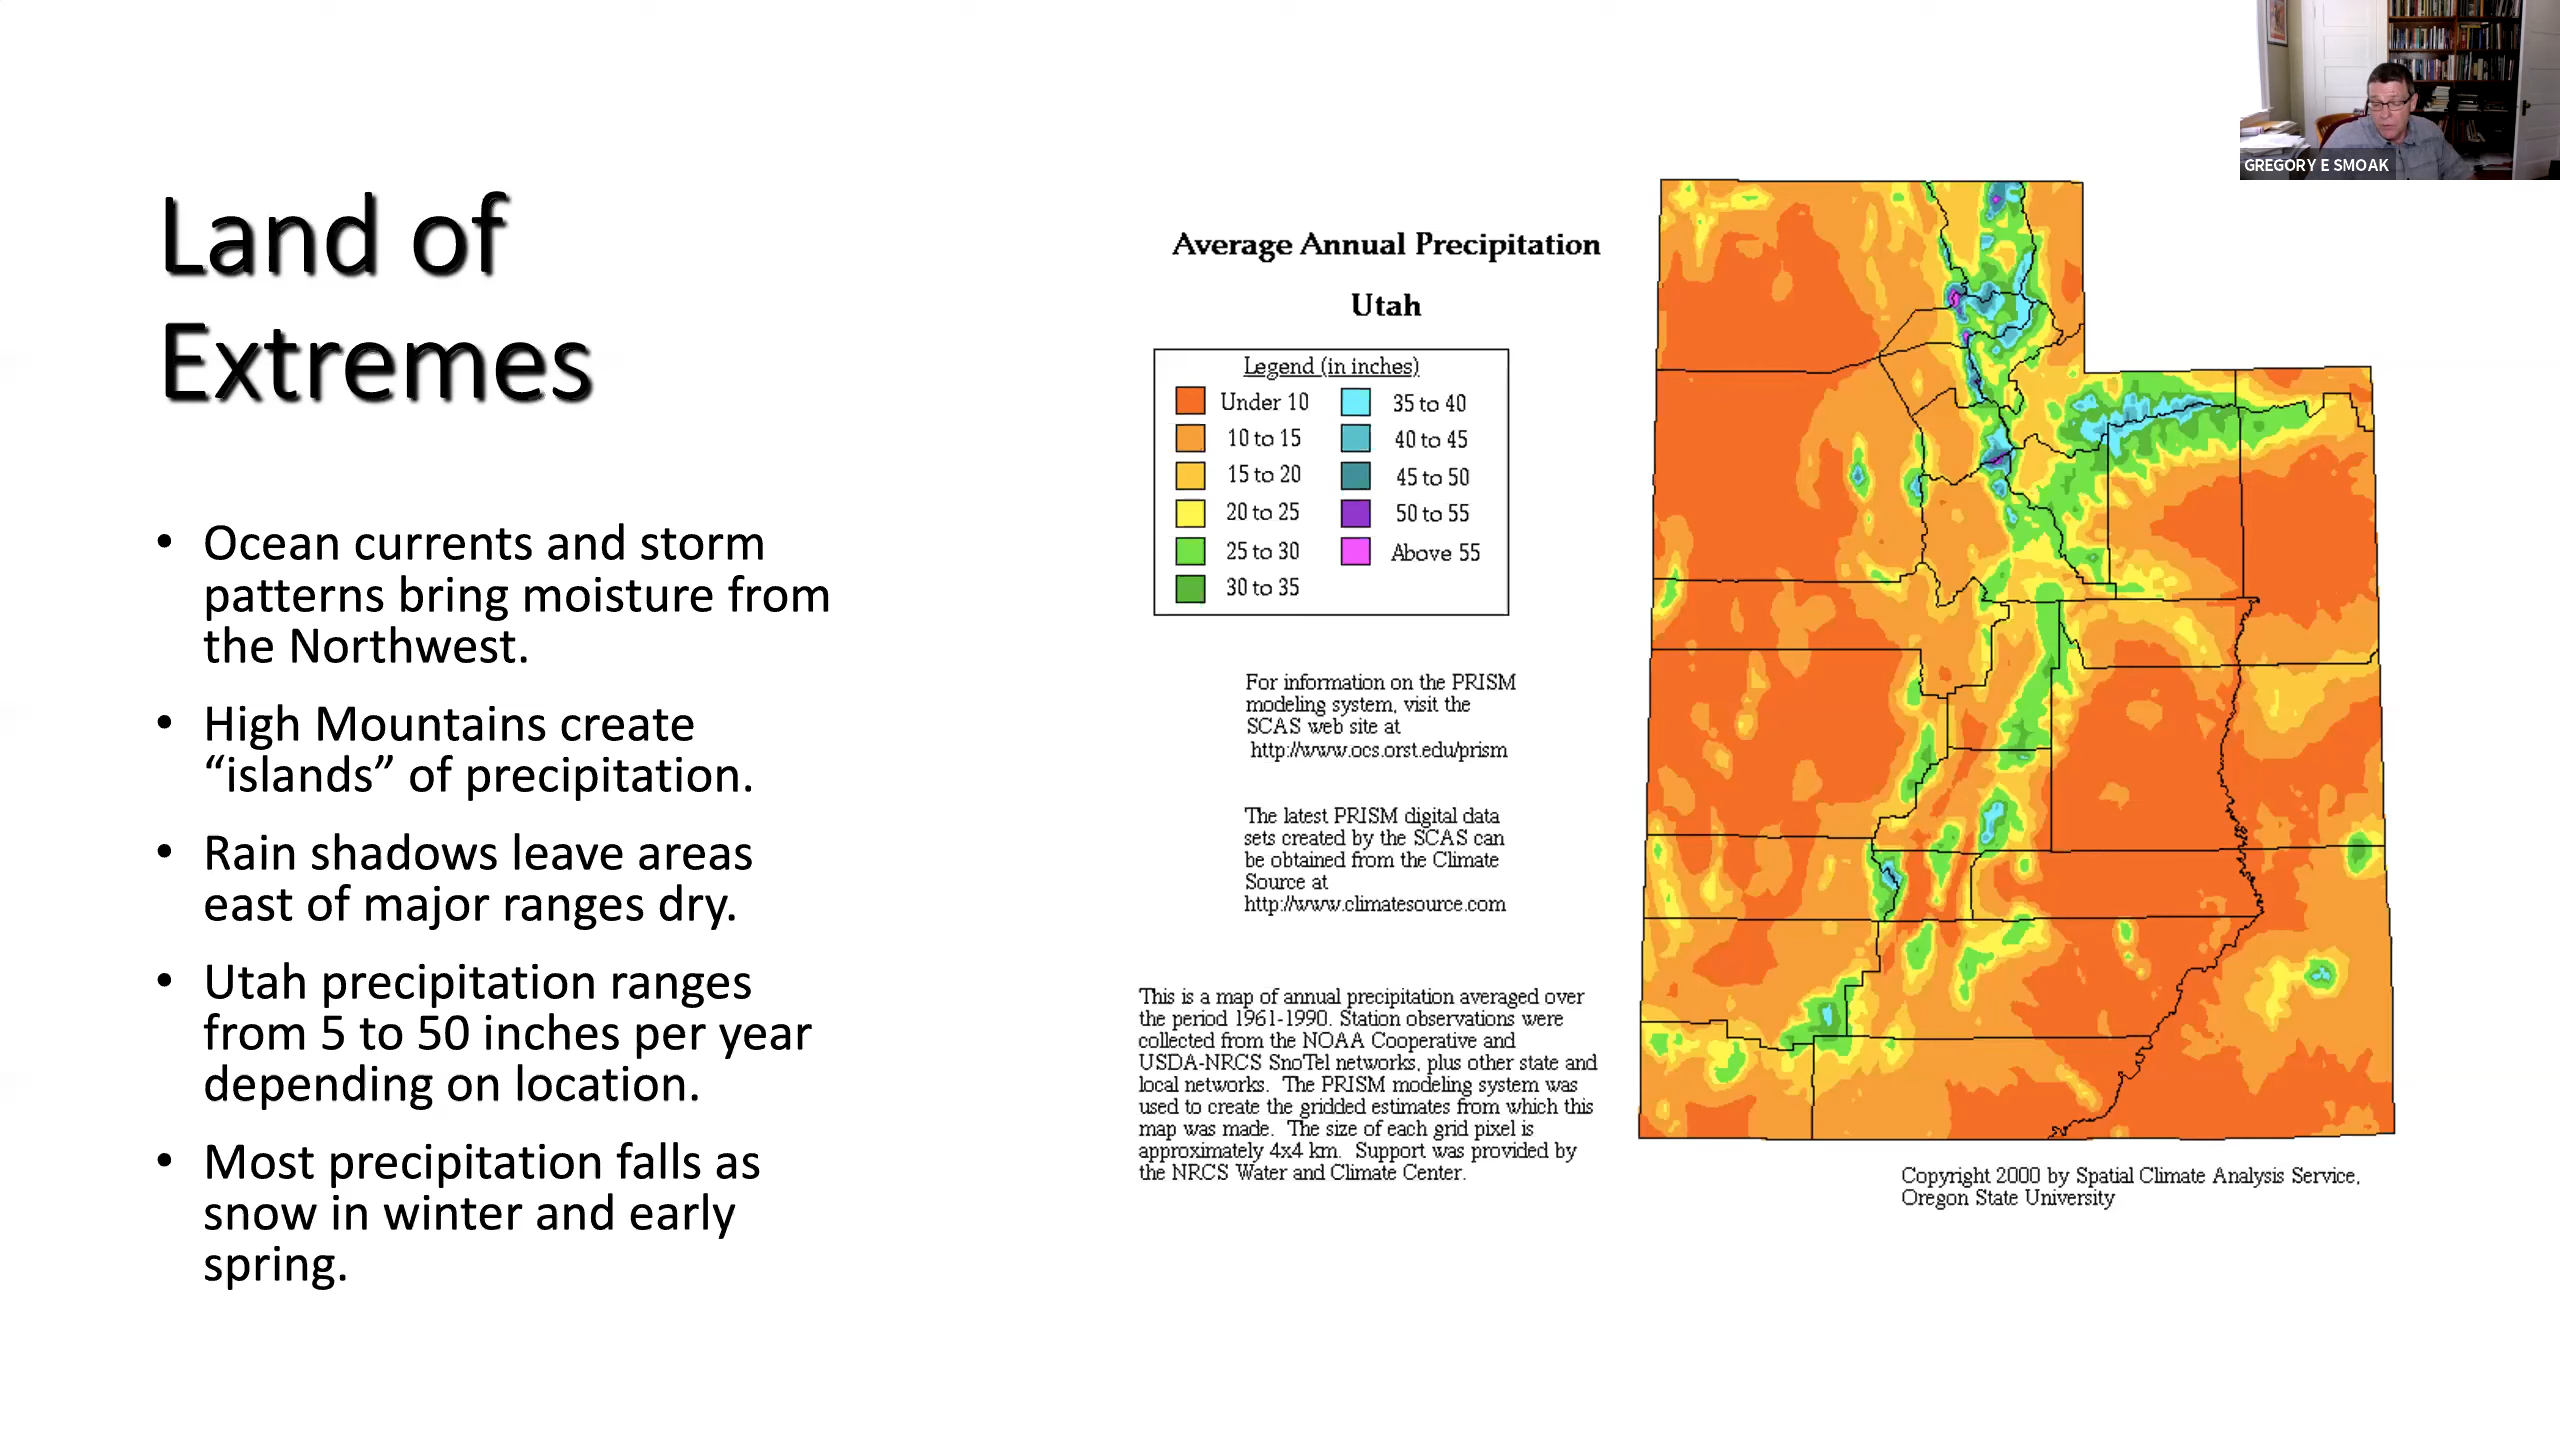 GREGORY E SMOAK
Land of
Extremes
• Ocean currents and storm
patterns bring moisture from
the Northwest.
• High Mountains create
“islands” of precipitation.
• Rain shadows leave areas
east of major ranges dry.
• Utah precipitation ranges
from 5 to 50 inches per year
depending on location.
• Most precipitation falls as
snow in winter and early
spring.
Average Annual Precipitation
Utah
Legend (in inches)
Under 10
10 to 15
15 to 20
20 to 25
25 to 30
30 to 35
35 to 40
40 to 45
45 to 50
50 to 55
Above 55
For information on the PRISM
modeling system, visit the
SCAS web site at
http://www.ocs.orst.edu/prism
The latest PRISM digital data
sets created by the SCAS can
be obtained from the Climate
Source at
http://www.climatesource.com
This is a map of annual precipitation averaged over
the period 1961-1990. Station observations were
collected from the NOAA Cooperative and
USDA-NRCS SnoTel networks, plus other state and
local networks. The PRISM modeling system was
used to create the gridded estimates from which this
map was made. The size of each grid pixel is
approximately 4x4 km. Support was provided by
the NRCS Water and Climate Center.
Copyright 2000 by Spatial Climate Analysis Service,
Oregon State University